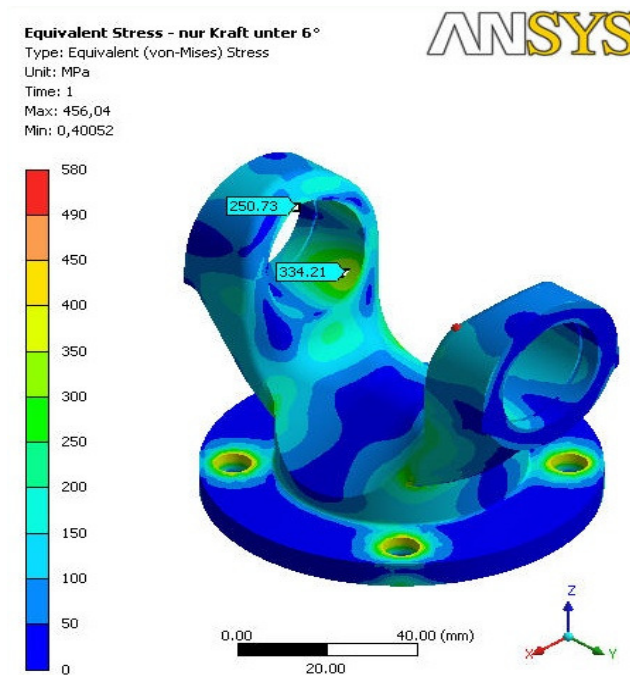 Equivalent Stress - nur Kraft unter 6°
Type: Equivalent (von-Mises) Stress
Unit: MPa
Time: 1
Max: 456,04
Min: 0,40052
ANSYS
580
490
450
400
350
300
250
200
150
100
50
0
250.73
334.21
0.00
40.00 (mm)
20.00
Z
X
Y